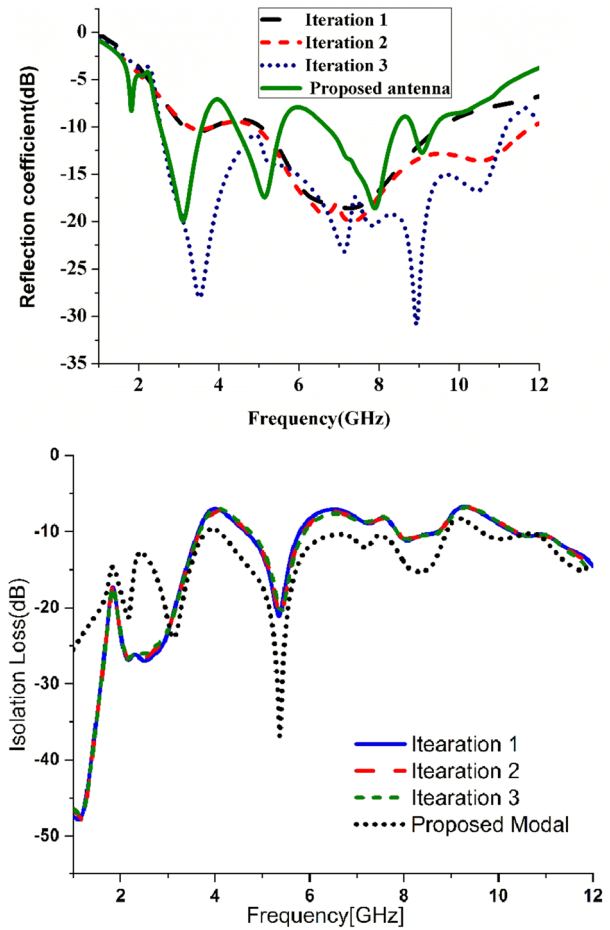 Iteration 1
Iteration 2
Iteration 3
Proposed antenna
0
-5
-10
-15
-20
-25
-30
-35
Reflection coefficient(dB)
2 4 6 8 10 12
Frequency(GHz)
0
-10
-20
-30
-40
-50
Isolation Loss(dB)
Itearation 1
Itearation 2
Itearation 3
Proposed Modal
2 4 6 8 10 12
Frequency[GHz]